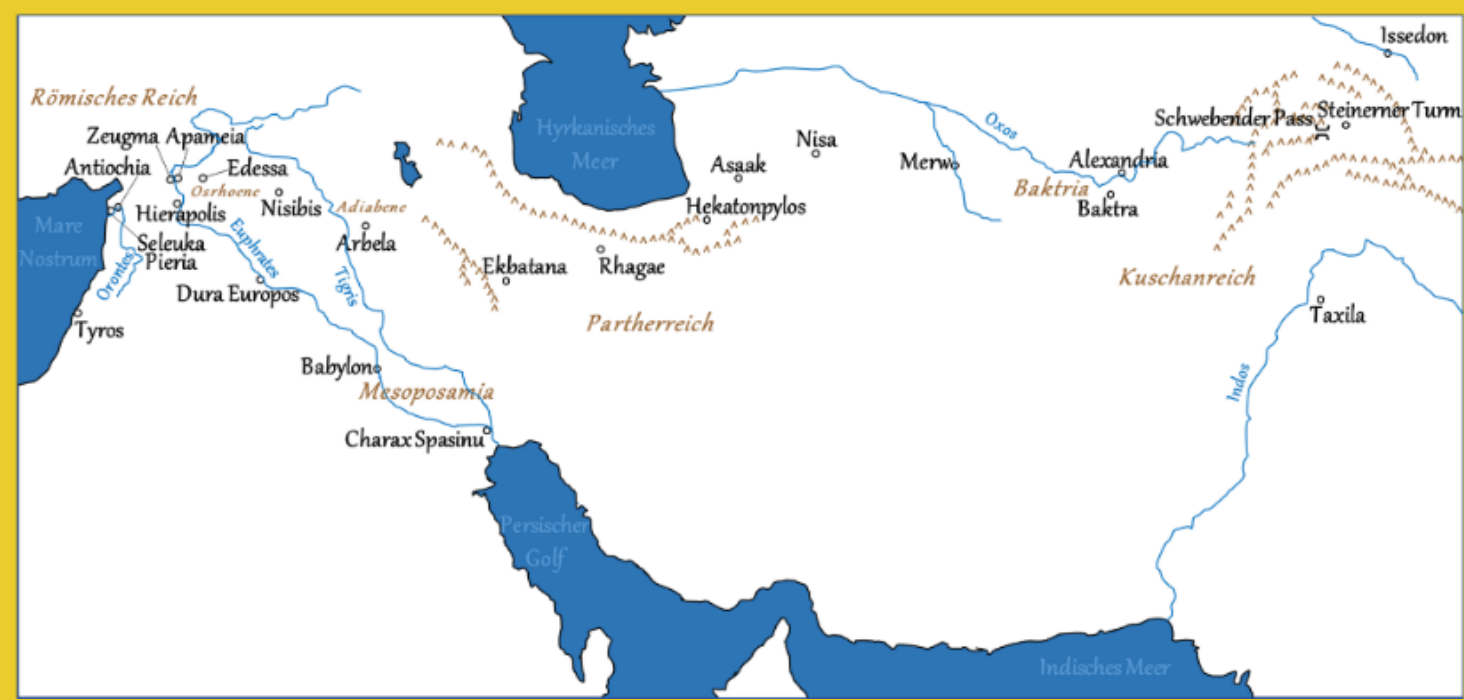 Issedon
Römisches Reich
Schwebender Pass
Steinerner Turm
Zeugma
Apameia
Oxos
Nisa
Hyrkanisches
Meer
Antiochia
Edessa
Asaak
Merw
Alexandria
Osrhoene
Baktria
Hierapolis
Nisibis
Adiabene
Hekatonpylos
Baktra
Mare
Nostrum
Seleuka
Pieria
Euphrates
Arbela
Orontes
Tigris
Ekbatana
Rhagae
Kuschanreich
Dura Europos
Tyros
Partherreich
Taxila
Babylon
Mesoposamia
Indos
Charax Spasinu
Persischer
Golf
Indisches Meer